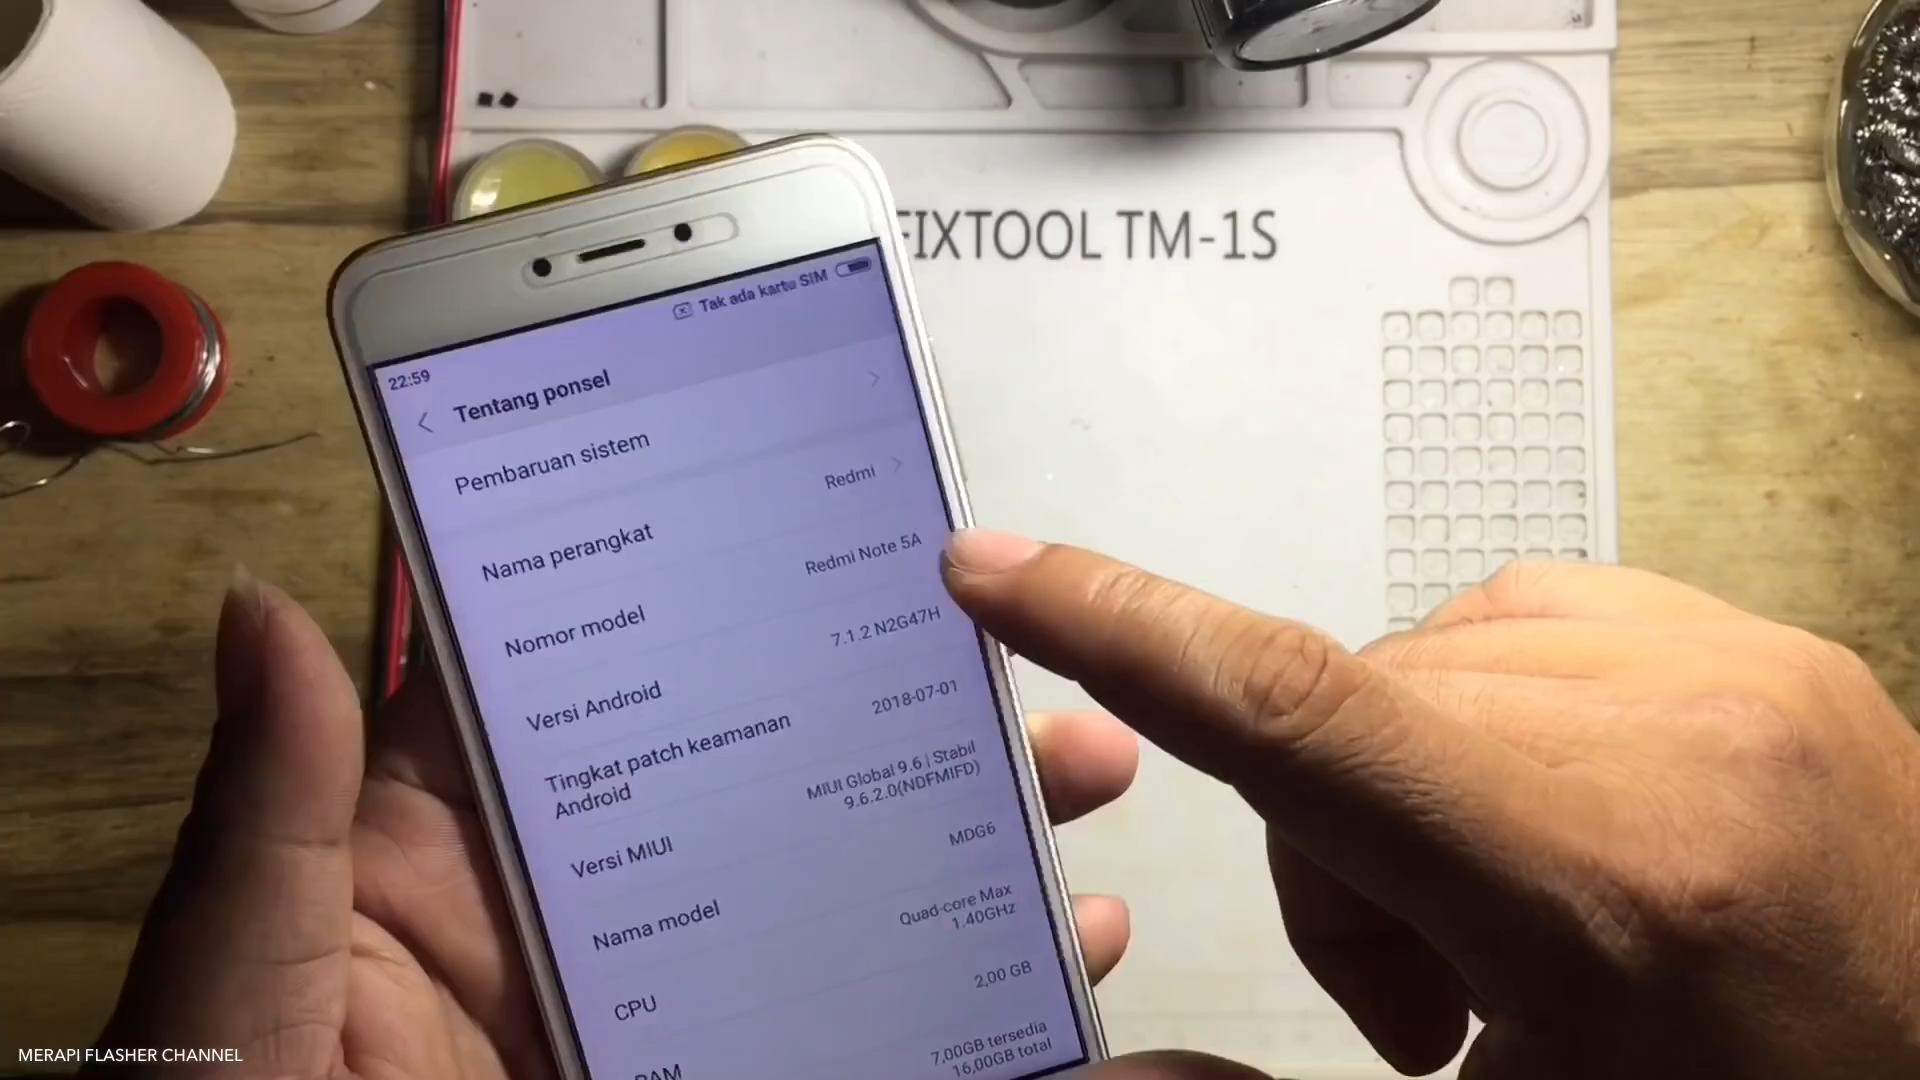 FIXTOOL TM-1S
Tak ada kartu SIM
22:59
Tentang ponsel
Pembaruan sistem
Nama perangkat
Redmi
Nomor model
Redmi Note 5A
Versi Android
7.1.2 N2G47H
Tingkat patch keamanan
Android
2018-07-01
Versi MIUI
MIUI Global 9.6 | Stabil
9.6.2.0(NDFMIFD)
Nama model
MDG6
CPU
Quad-core Max
1.40GHz
RAM
2,00 GB
7,00GB tersedia
16,00GB total
MERAPI FLASHER CHANNEL